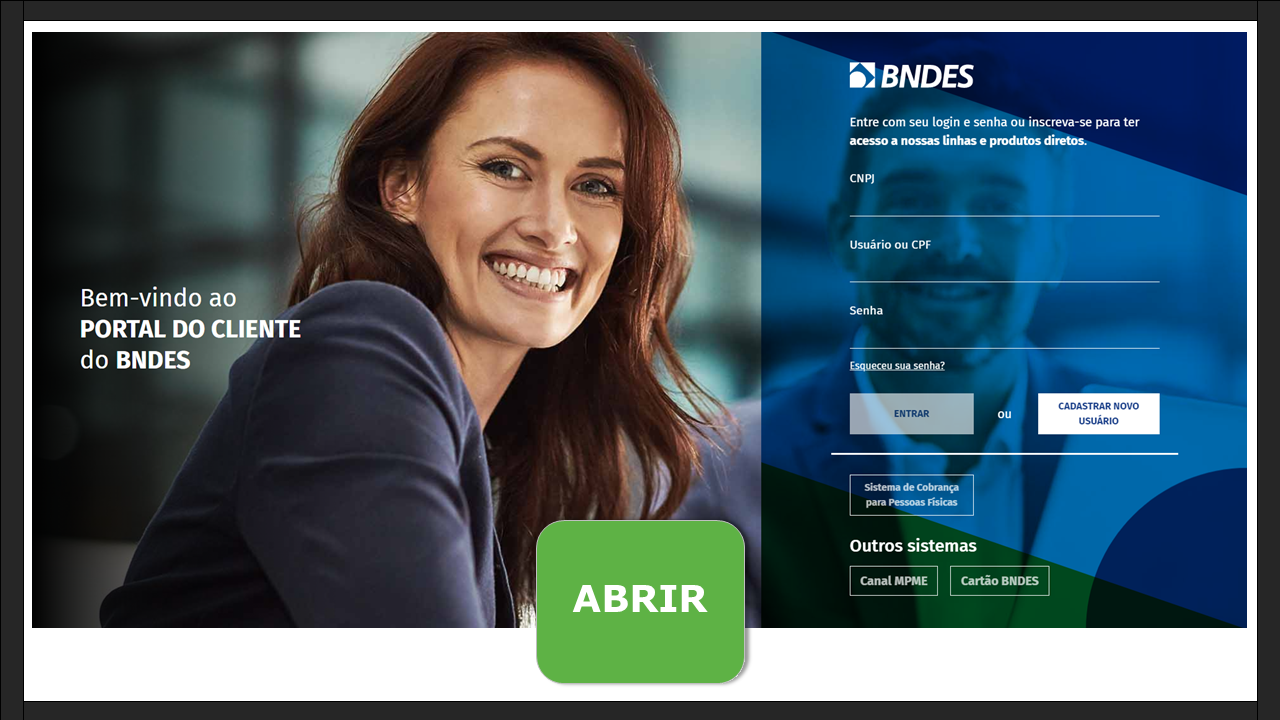 Bem-vindo ao
PORTAL DO CLIENTE
do BNDES
BNDES
Entre com seu login e senha ou inscreva-se para ter
acesso a nossas linhas e produtos diretos.
CNPJ
Usuário ou CPF
Senha
Esqueceu sua senha?
ENTRAR
ou
CADASTRAR NOVO
USUÁRIO
Sistema de Cobrança
para Pessoas Físicas
Outros sistemas
Canal MPME
Cartão BNDES
ABRIR